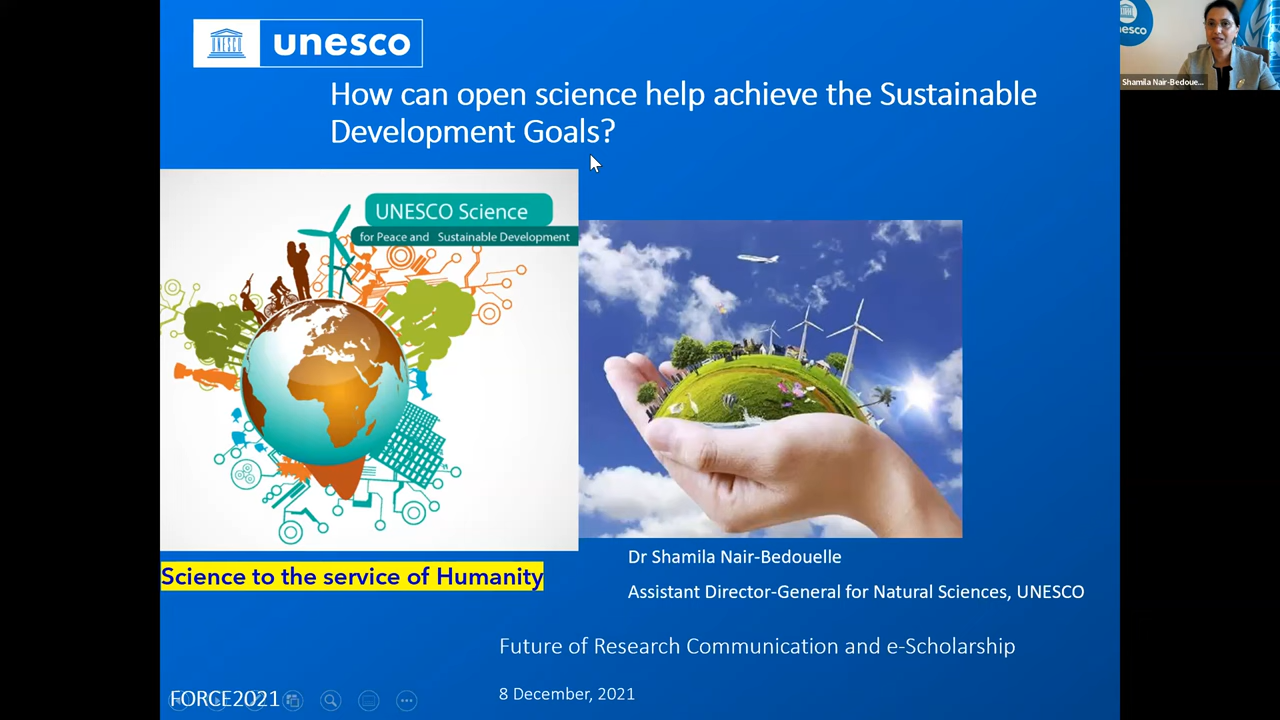 unesco
How can open science help achieve the Sustainable
Development Goals?
UNESCO Science
for Peace and Sustainable Development
Science to the service of Humanity
Dr Shamila Nair-Bedouelle
Assistant Director-General for Natural Sciences, UNESCO
Future of Research Communication and e-Scholarship
8 December, 2021
FORCE2021
esco
Shamila Nair-Bedoue...